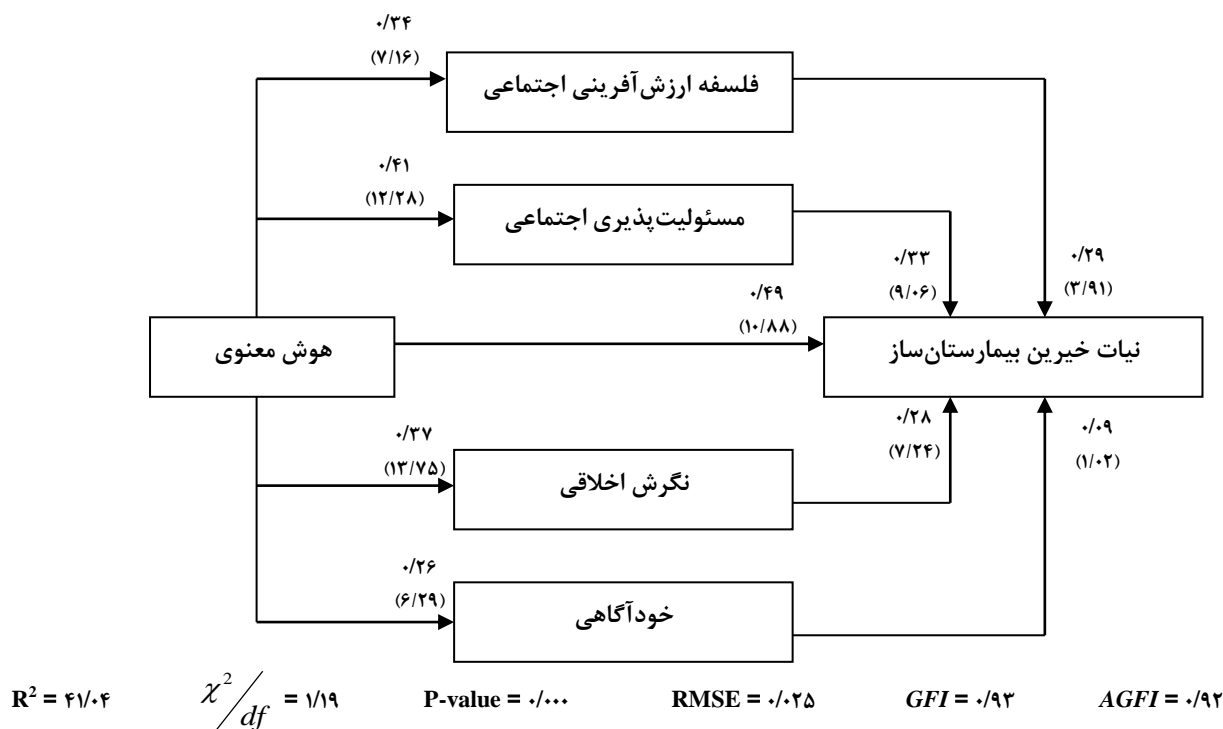 ۰/۳۴
(۷/۱۶)
فلسفه ارزش‌آفرینی اجتماعی
۰/۴۱
(۱۲/۲۸)
مسئولیت‌پذیری اجتماعی
۰/۲۹
(۳/۹۱)
۰/۳۳
(۹/۰۶)
۰/۴۹
(۱۰/۸۸)
هوش معنوی
نیات خیرین بیمارستان‌ساز
۰/۳۷
(۱۳/۷۵)
نگرش اخلاقی
۰/۲۸
(۷/۲۴)
۰/۰۹
(۱/۰۲)
۰/۲۶
(۶/۲۹)
خودآگاهی
R² = ۴۱/۰۴ χ²/df = ۱/۱۹ P-value = ۰/۰۰۰ RMSE = ۰/۰۲۵ GFI = ۰/۹۳ AGFI = ۰/۹۲